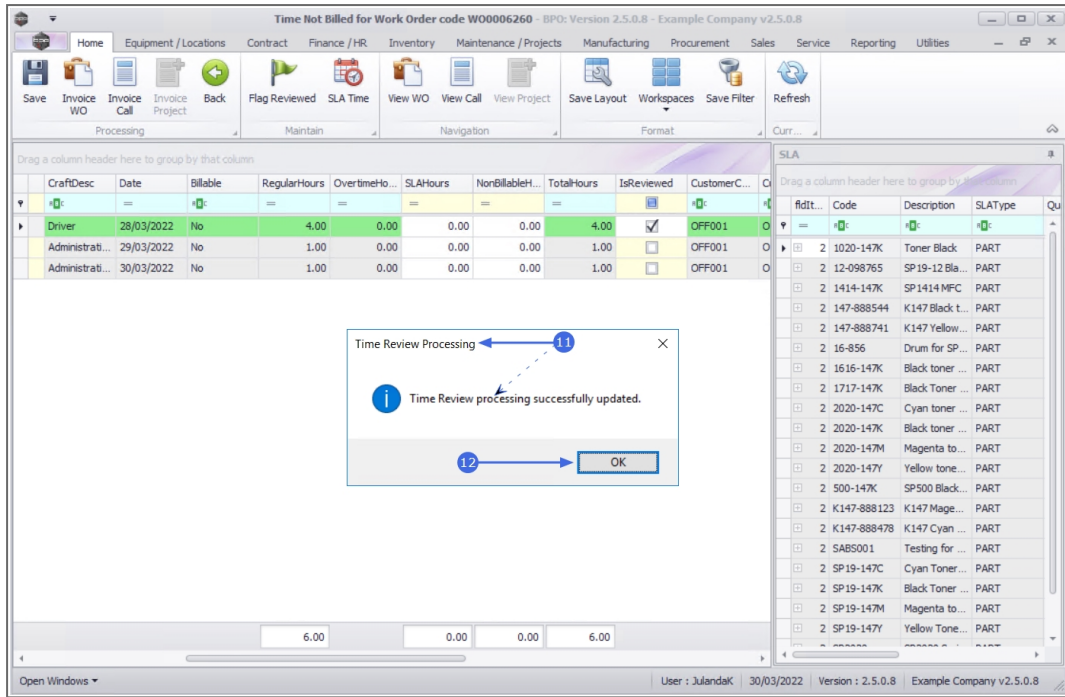 Time Not Billed for Work Order code WO0006260 - BPO: Version 2.5.0.8 - Example Company v2.5.0.8
Home Equipment / Locations Contract Finance / HR Inventory Maintenance / Projects Manufacturing Procurement Sales Service Reporting Utilities
Save Invoice WO Invoice Call Invoice Project Back Flag Reviewed SLA Time View WO View Call View Project Save Layout Workspaces Save Filter Refresh
Processing Maintain Navigation Format Curr...
Drag a column header here to group by that column
CraftDesc Date Billable RegularHours OvertimeHo... SLAHours NonBillableH... TotalHours IsReviewed CustomerC...
Driver 28/03/2022 No 4.00 0.00 0.00 0.00 4.00 OFF001
Administrati... 29/03/2022 No 1.00 0.00 0.00 0.00 1.00 OFF001
Administrati... 30/03/2022 No 1.00 0.00 0.00 0.00 1.00 OFF001
6.00 0.00 0.00 6.00
Time Review Processing 11
Time Review processing successfully updated.
12 OK
SLA
Drag a column header here to group by that column
fldIt... Code Description SLAType Qu
2 1020-147K Toner Black PART
2 12-098765 SP19-12 Bla... PART
2 1414-147K SP1414 MFC PART
2 147-888544 K147 Black t... PART
2 147-888741 K147 Yellow... PART
2 16-856 Drum for SP... PART
2 1616-147K Black toner ... PART
2 1717-147K Black Toner ... PART
2 2020-147C Cyan toner ... PART
2 2020-147K Black toner ... PART
2 2020-147M Magenta to... PART
2 2020-147Y Yellow tone... PART
2 500-147K SP500 Black... PART
2 K147-888123 K147 Mage... PART
2 K147-888478 K147 Cyan ... PART
2 SABS001 Testing for ... PART
2 SP19-147C Cyan Toner... PART
2 SP19-147K Black Toner ... PART
2 SP19-147M Magenta to... PART
2 SP19-147Y Yellow Tone... PART
Open Windows User : JulandaK 30/03/2022 Version : 2.5.0.8 Example Company v2.5.0.8